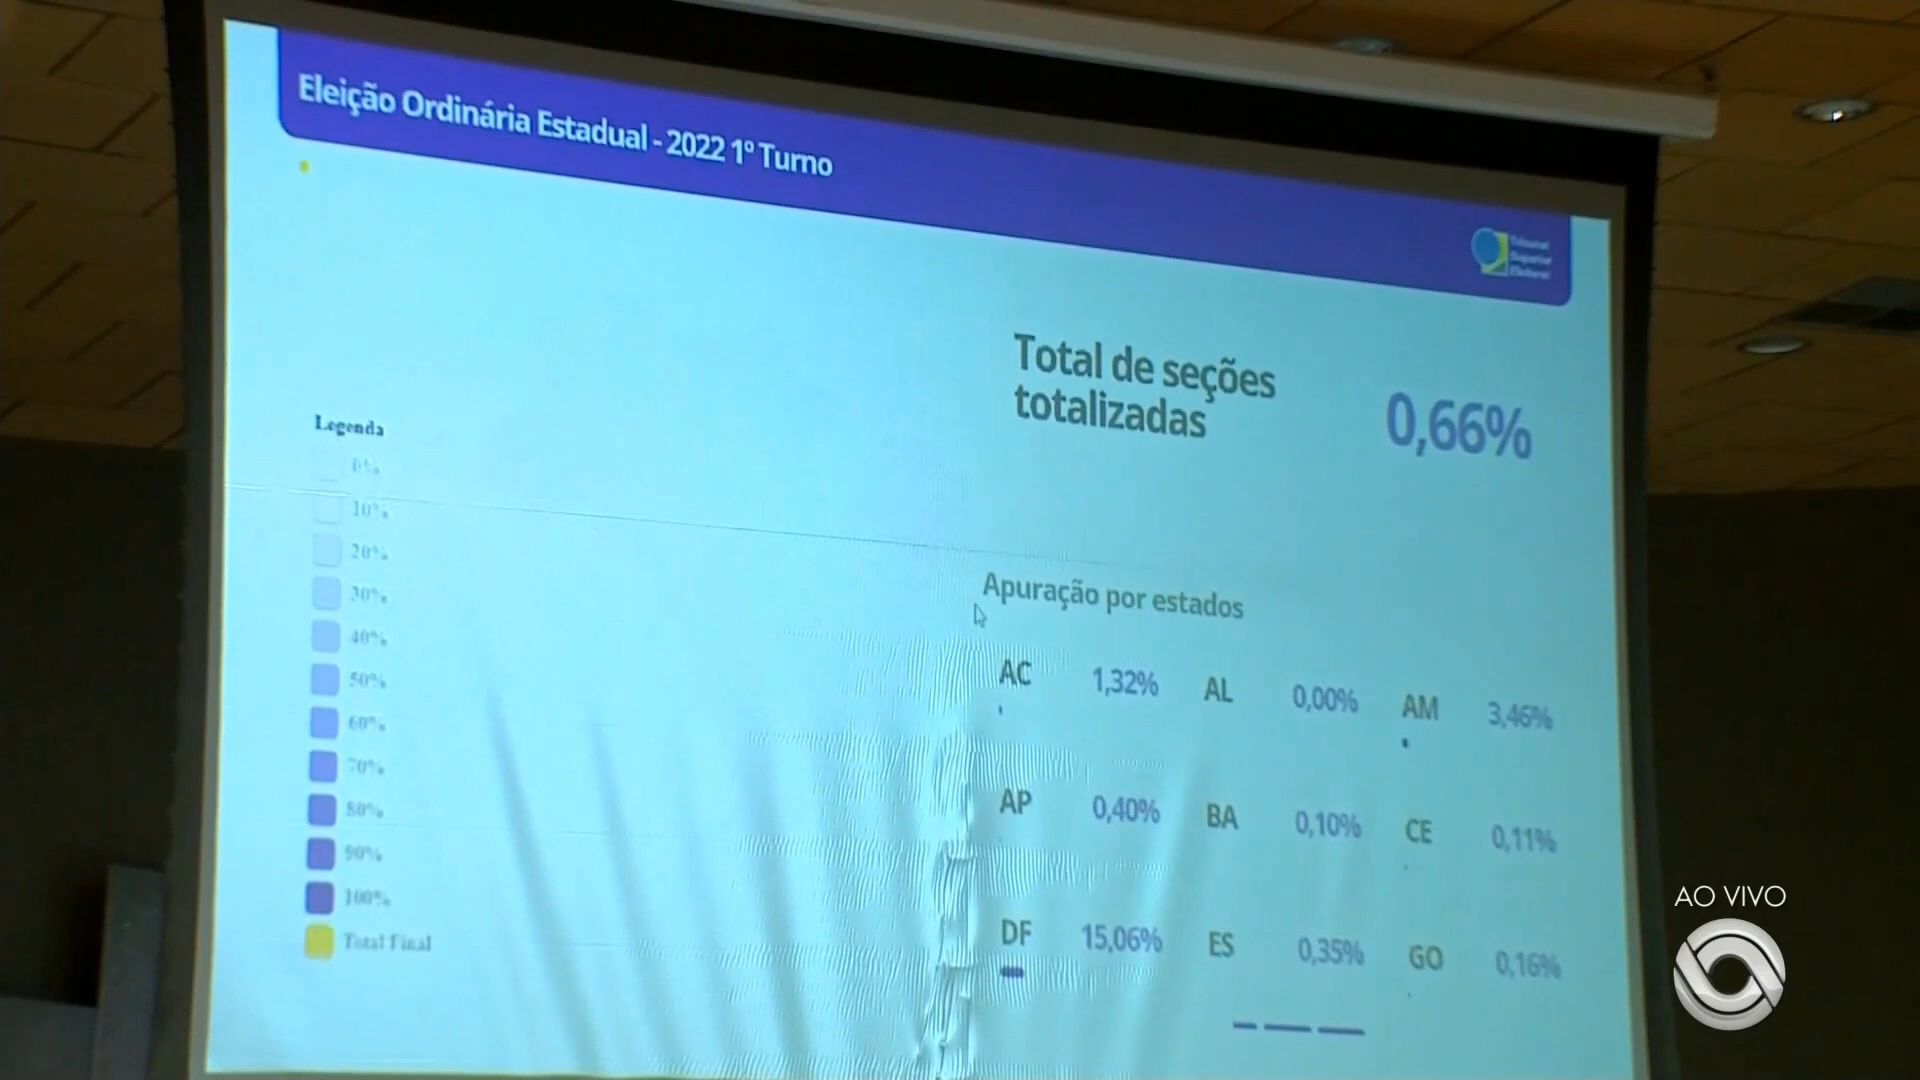 Eleição Ordinária Estadual - 2022 1º Turno
Tribunal
Superior
Eleitoral
Total de seções
totalizadas
0,66%
Legenda
0%
10%
20%
30%
40%
50%
60%
70%
80%
90%
100%
Total Final
Apuração por estados
AC 1,32% AL 0,00% AM 3,46%
AP 0,40% BA 0,10% CE 0,11%
DF 15,06% ES 0,35% GO 0,16%
AO VIVO